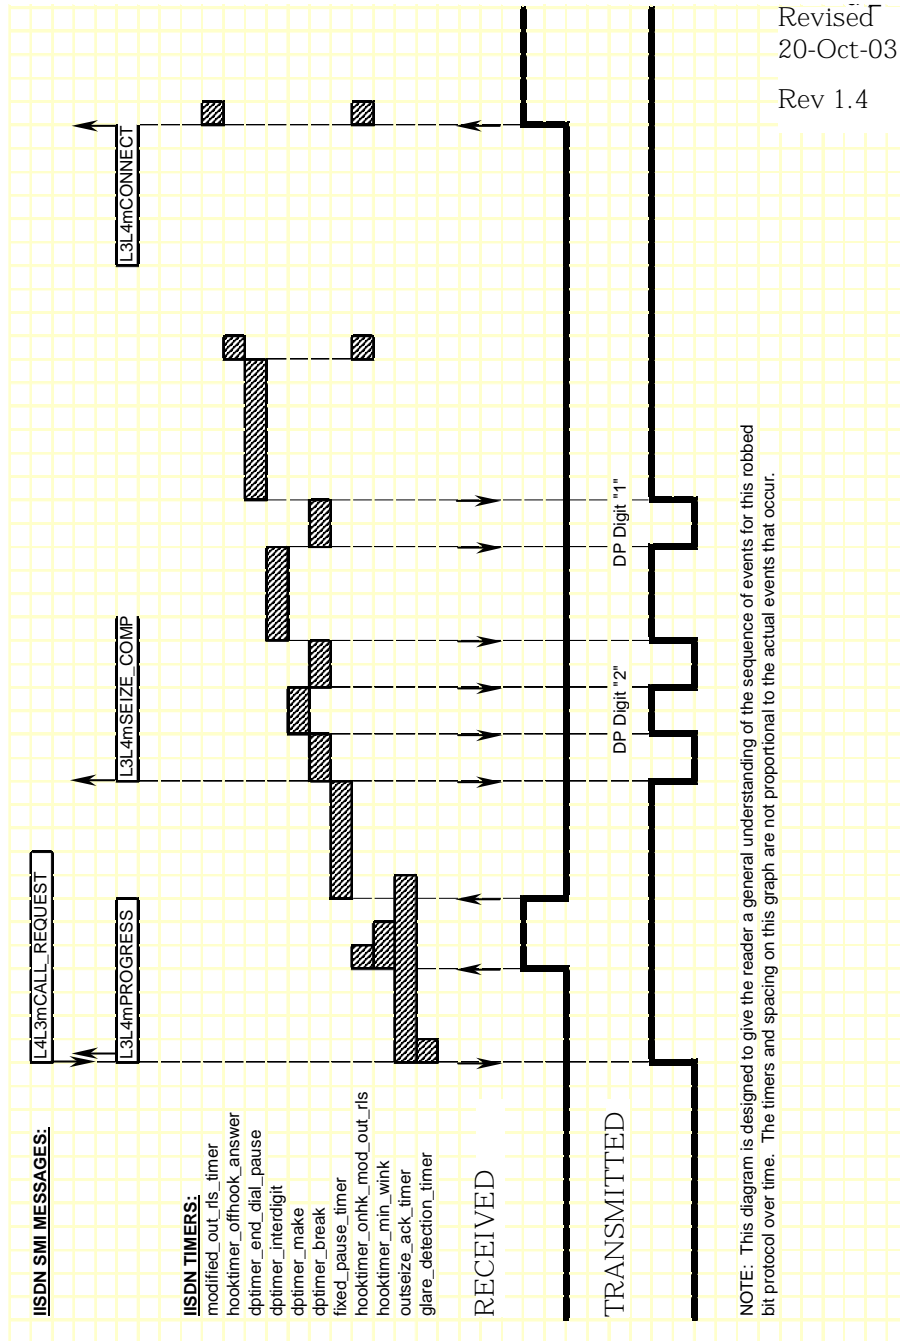 Revised
20-Oct-03
Rev 1.4
IISDN SMI MESSAGES:
L4L3mCALL_REQUEST
L3L4mPROGRESS
L3L4mSEIZE_COMP
L3L4mCONNECT
IISDN TIMERS:
modified_out_rls_timer
hooktimer_offhook_answer
dptimer_end_dial_pause
dptimer_interdigit
dptimer_make
dptimer_break
fixed_pause_timer
hooktimer_onhk_mod_out_rls
hooktimer_min_wink
outseize_ack_timer
glare_detection_timer
RECEIVED
TRANSMITTED
DP Digit "2"
DP Digit "1"
NOTE: This diagram is designed to give the reader a general understanding of the sequence of events for this robbed
bit protocol over time. The timers and spacing on this graph are not proportional to the actual events that occur.